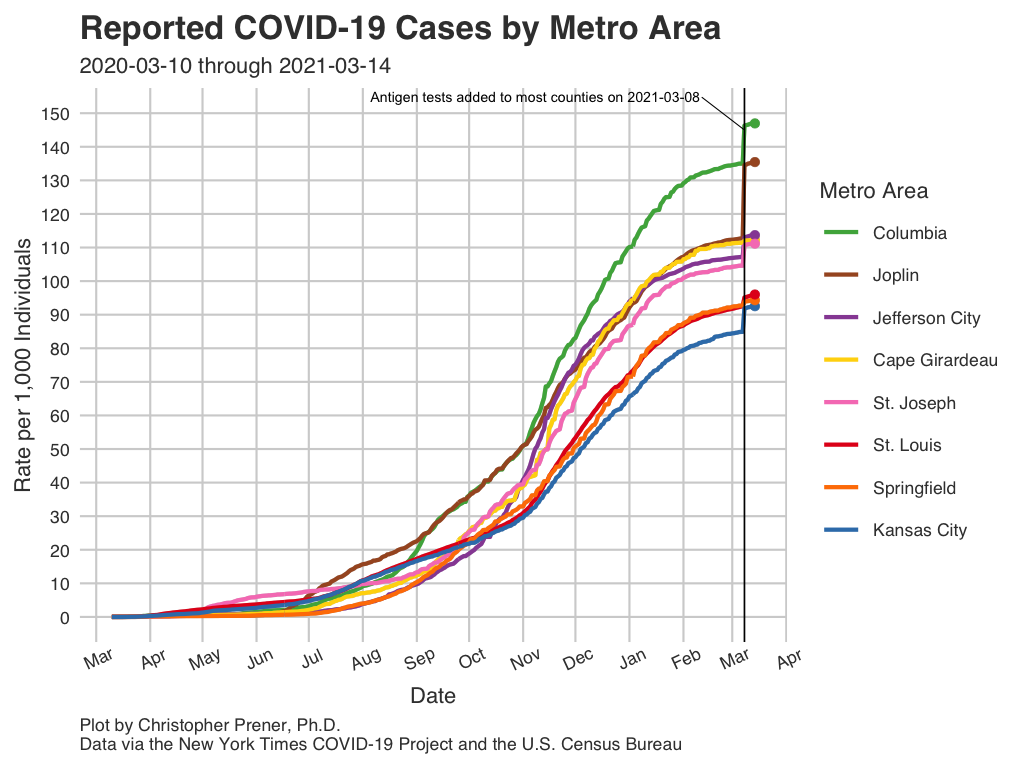 Reported COVID-19 Cases by Metro Area
2020-03-10 through 2021-03-14
Antigen tests added to most counties on 2021-03-08
150
140
130
120
110
100
90
80
70
60
50
40
30
20
10
0
Rate per 1,000 Individuals
Mar Apr May Jun Jul Aug Sep Oct Nov Dec Jan Feb Mar Apr
Date
Metro Area
Columbia
Joplin
Jefferson City
Cape Girardeau
St. Joseph
St. Louis
Springfield
Kansas City
Plot by Christopher Prener, Ph.D.
Data via the New York Times COVID-19 Project and the U.S. Census Bureau